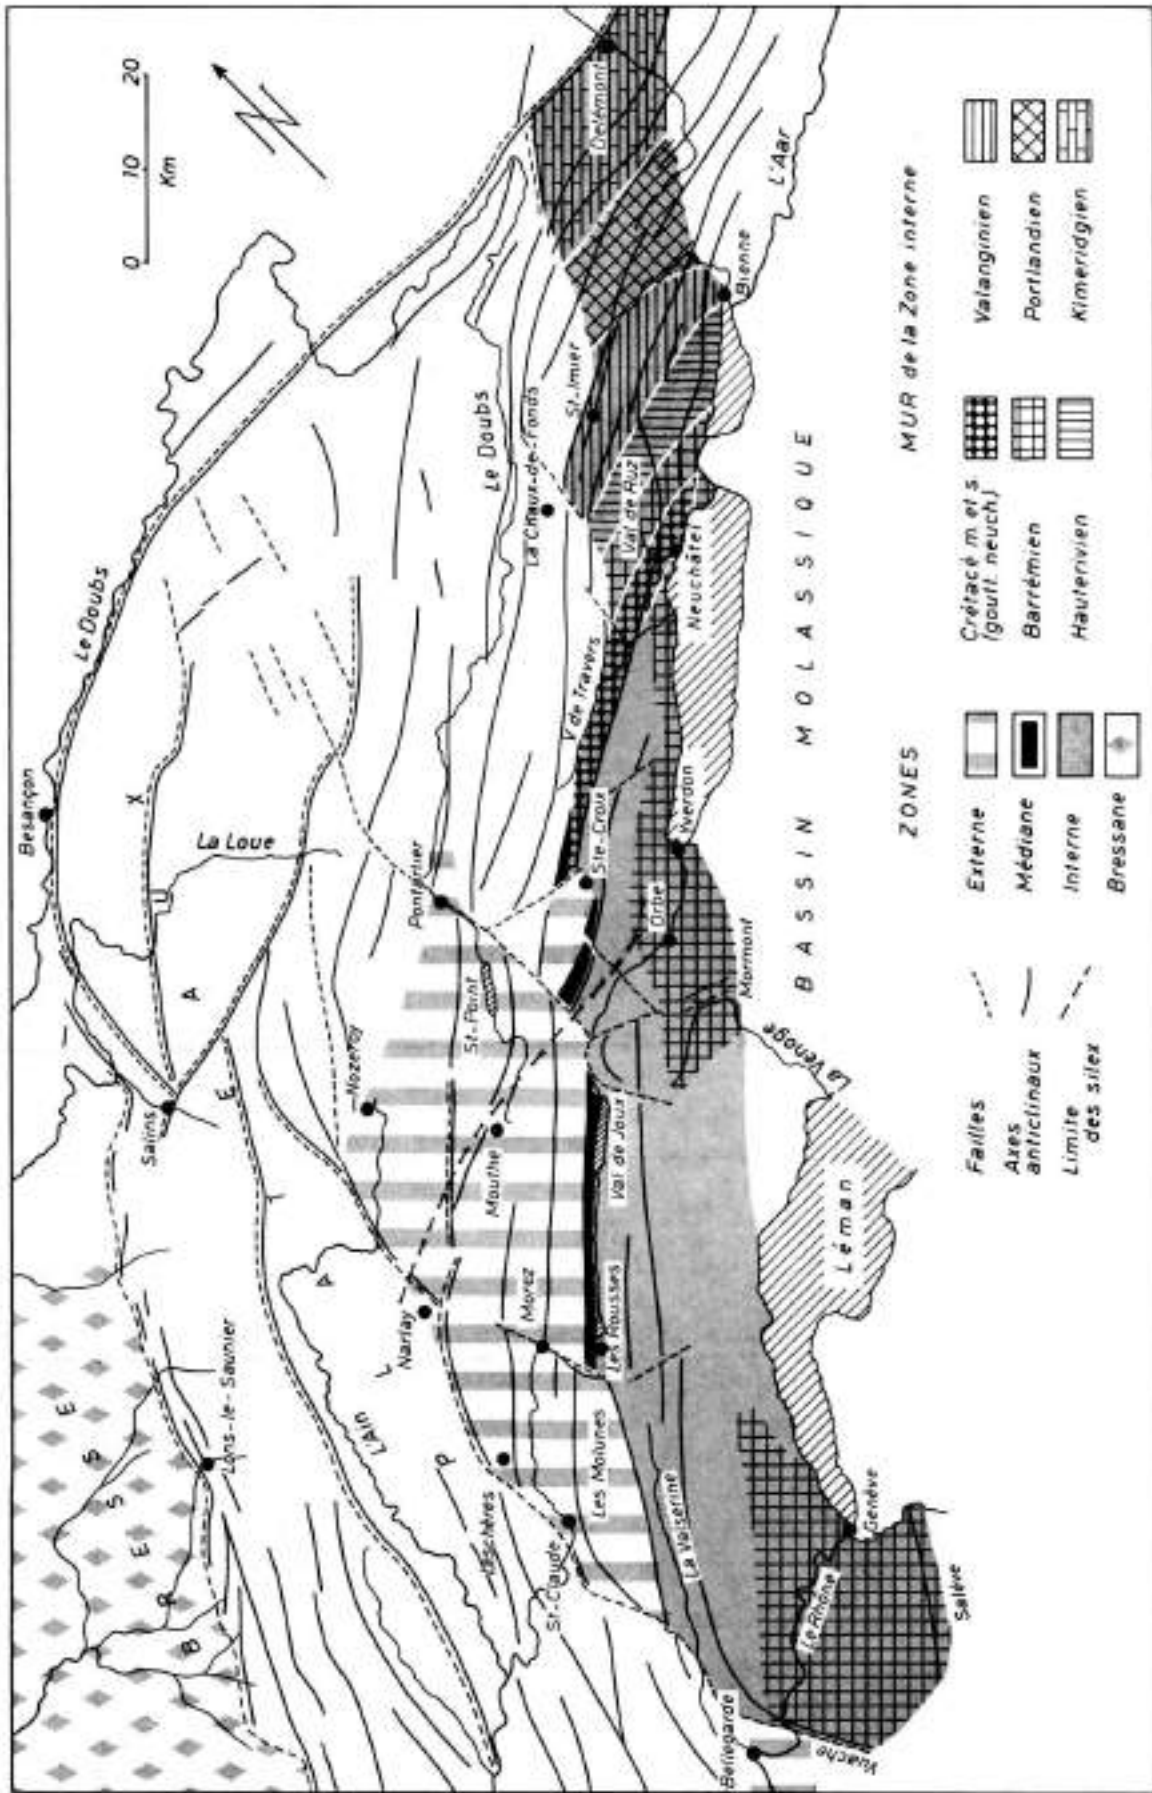 Besançon
Le Doubs
0 10 20
Km
La Loue
A U X
Salins
Lons-le-Saunier
B R E S S E
P L A T E
L'Ain
Nozeroy
Pontarlier
St-Point
Mouthe
Narlay
Morez
Les Rousses
Val de Joux
Les Molunes
St-Claude
La Valserine
Bellegarde
Vuache
Le Rhône
Genève
Salève
Léman
La Venoge
Mormont
Orbe
Yverdon
Ste-Croix
V. de Travers
Neuchâtel
Val de Ruz
La Chaux-de-Fonds
Le Doubs
St-Imier
Bienne
L'Aar
Delémont
BASSIN MOLASSIQUE
Failles
Axes
anticlinaux
Limite
des silex
ZONES
Externe
Médiane
Interne
Bressane
MUR de la Zone interne
Crétacé m. et s.
(goutt. neuch.)
Barrémien
Hauterivien
Valanginien
Portlandien
Kimeridgien